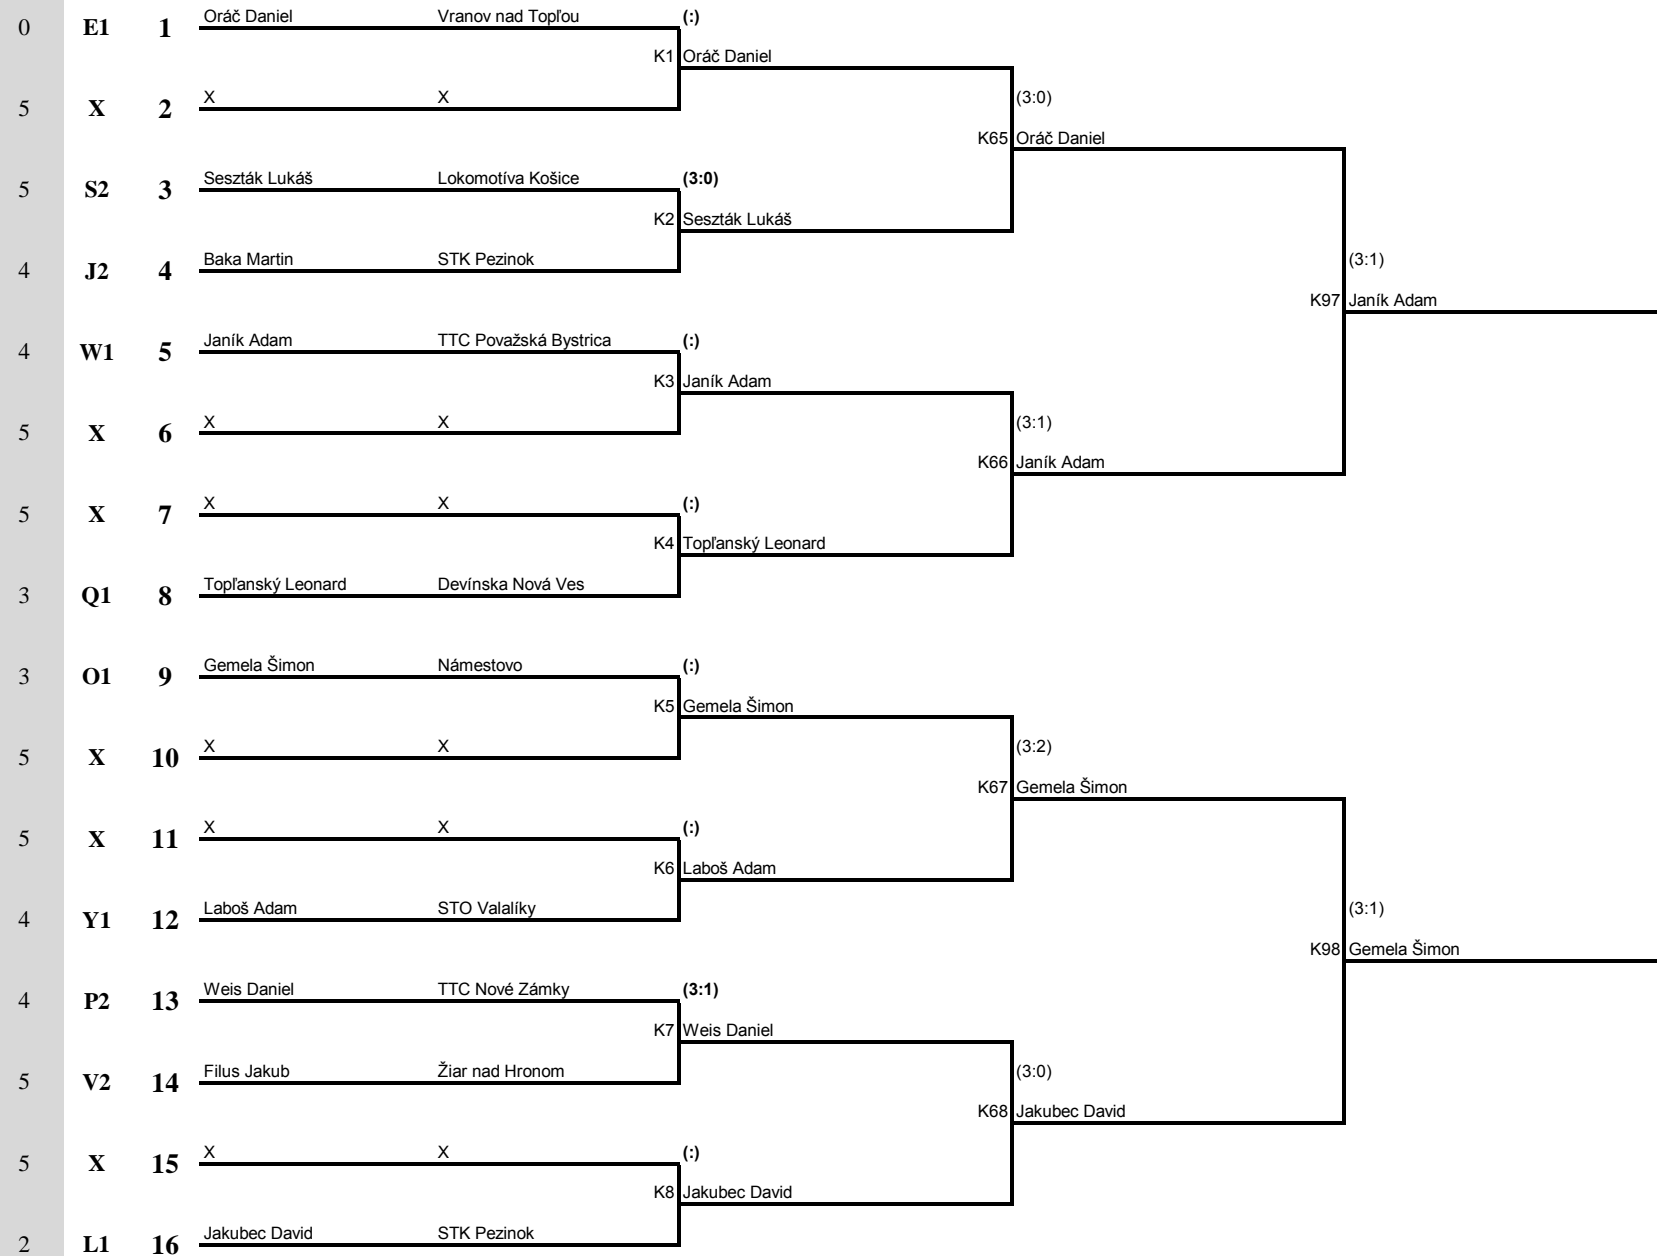 0 E1 1 Oráč Daniel Vranov nad Topľou (:)
K1 Oráč Daniel
5 X 2 X X (3:0)
K65 Oráč Daniel
5 S2 3 Seszták Lukáš Lokomotíva Košice (3:0)
K2 Seszták Lukáš
4 J2 4 Baka Martin STK Pezinok (3:1)
K97 Janík Adam
4 W1 5 Janík Adam TTC Považská Bystrica (:)
K3 Janík Adam
5 X 6 X X (3:1)
K66 Janík Adam
5 X 7 X X (:)
K4 Topľanský Leonard
3 Q1 8 Topľanský Leonard Devínska Nová Ves
3 O1 9 Gemela Šimon Námestovo (:)
K5 Gemela Šimon
5 X 10 X X (3:2)
K67 Gemela Šimon
5 X 11 X X (:)
K6 Laboš Adam
4 Y1 12 Laboš Adam STO Valalíky (3:1)
K98 Gemela Šimon
4 P2 13 Weis Daniel TTC Nové Zámky (3:1)
K7 Weis Daniel
5 V2 14 Filus Jakub Žiar nad Hronom (3:0)
K68 Jakubec David
5 X 15 X X (:)
K8 Jakubec David
2 L1 16 Jakubec David STK Pezinok